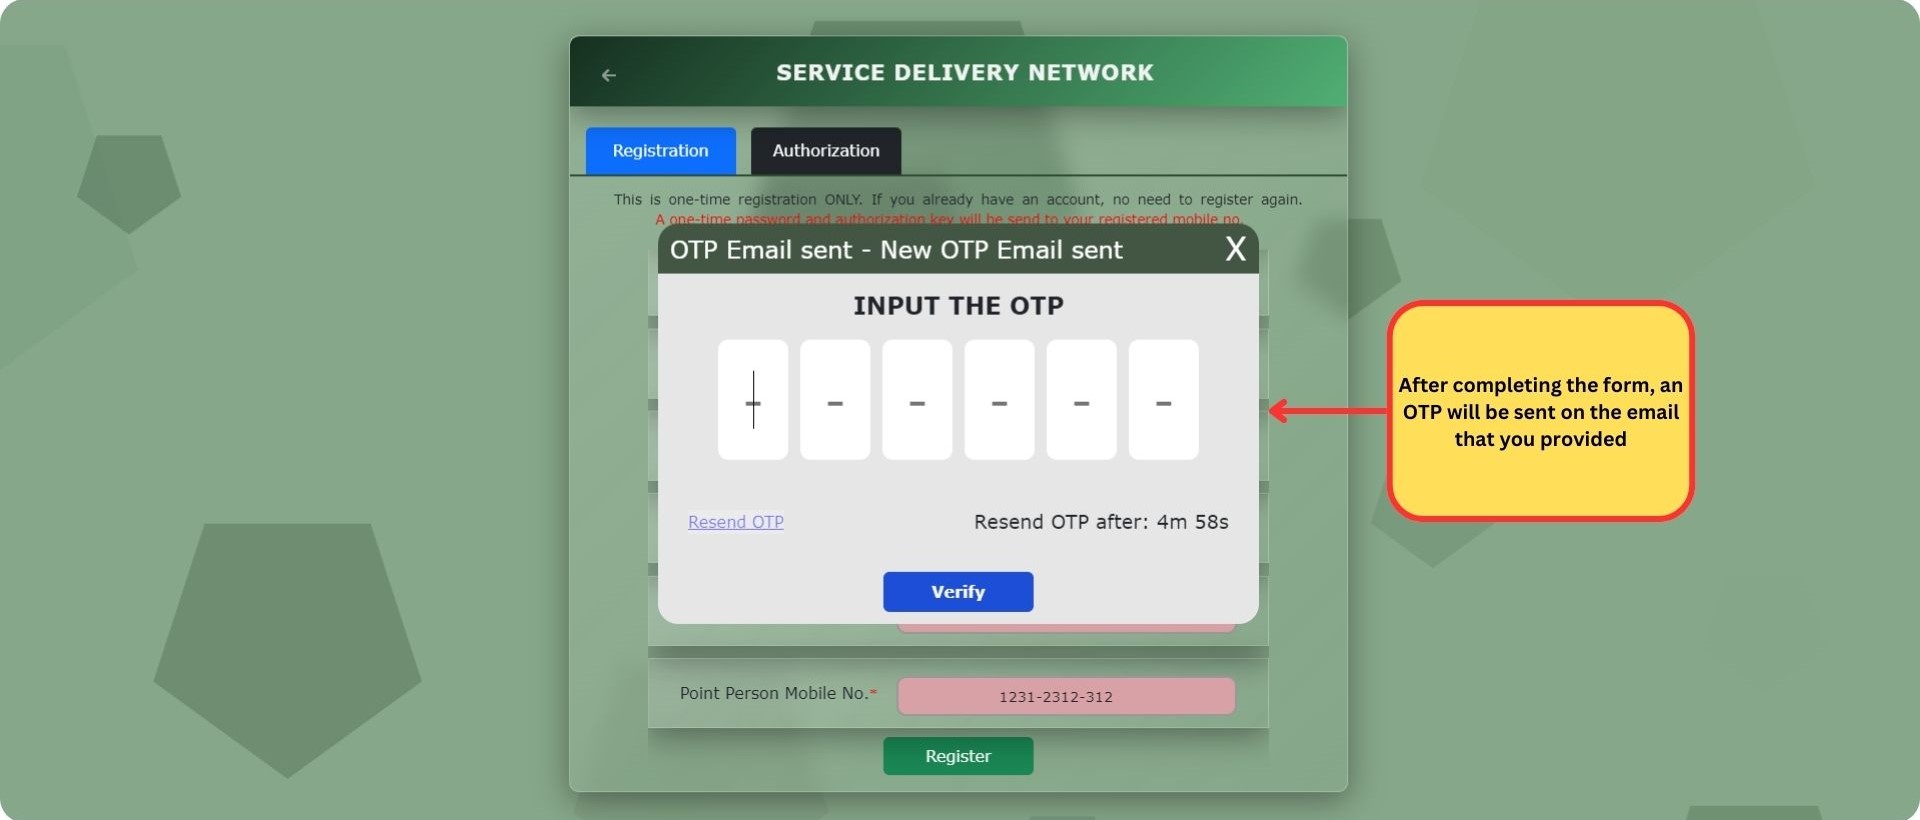 SERVICE DELIVERY NETWORK
Registration
Authorization
This is one-time registration ONLY. If you already have an account, no need to register again.
A one-time password and authorization key will be send to your registered mobile no.
OTP Email sent - New OTP Email sent X
INPUT THE OTP
- - - - - -
Resend OTP
Resend OTP after: 4m 58s
Verify
Point Person Mobile No.*
1231-2312-312
Register
After completing the form, an
OTP will be sent on the email
that you provided